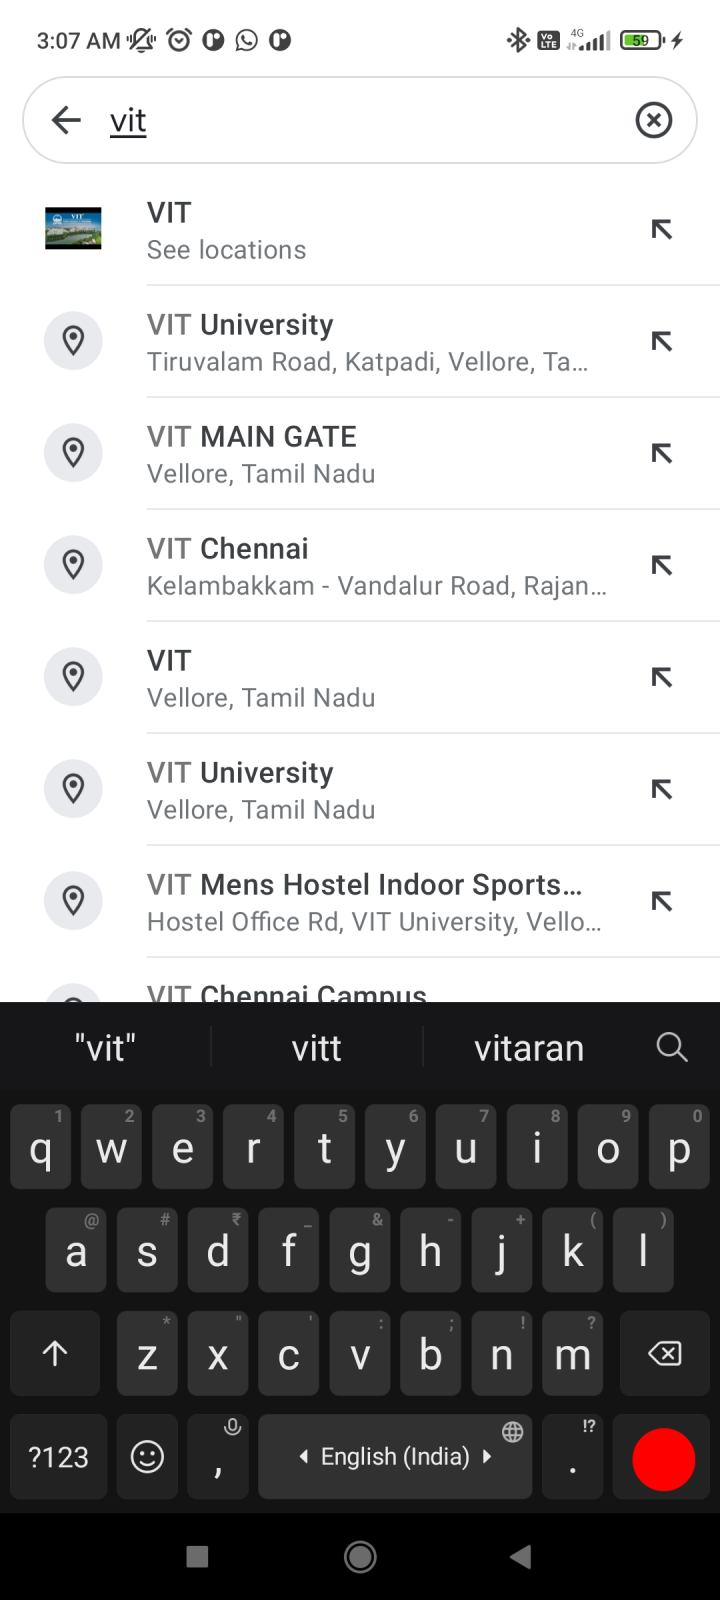 3:07 AM
Vo LTE 4G 59
vit
VIT
See locations
VIT University
Tiruvalam Road, Katpadi, Vellore, Ta...
VIT MAIN GATE
Vellore, Tamil Nadu
VIT Chennai
Kelambakkam - Vandalur Road, Rajan...
VIT
Vellore, Tamil Nadu
VIT University
Vellore, Tamil Nadu
VIT Mens Hostel Indoor Sports...
Hostel Office Rd, VIT University, Vello...
VIT Chennai Campus
"vit" vitt vitaran
1 2 3 4 5 6 7 8 9 0
q w e r t y u i o p
@ # ₹ _ & - + ( )
a s d f g h j k l
* " ' : ; ! ?
z x c v b n m
!?
?123 , English (India) .